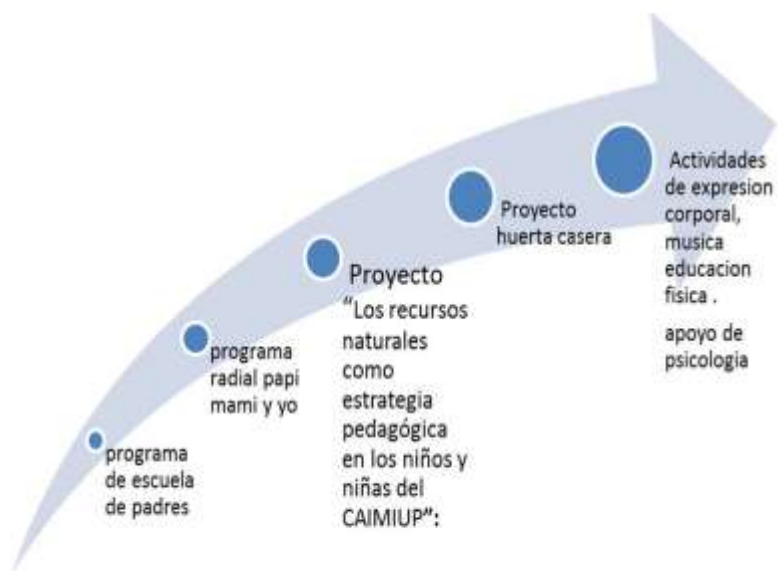 programa
de escuela
de padres
programa
radial papi
mami y yo
Proyecto
“Los recursos
naturales
como
estrategia
pedagógica
en los niños y
niñas del
CAIMIUP”:
Proyecto
huerta casera
Actividades
de expresion
corporal,
musica
educacion
fisica .
apoyo de
psicologia